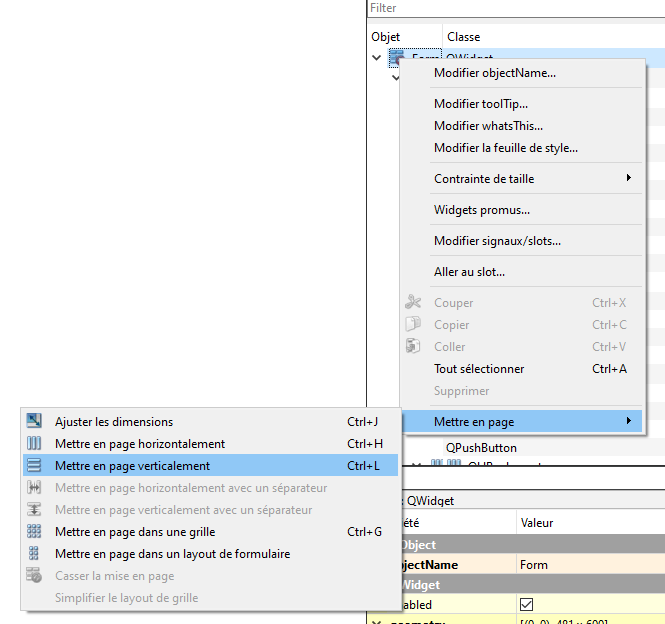 Filter
Objet Classe
Form QWidget
Modifier objectName...
Modifier toolTip...
Modifier whatsThis...
Modifier la feuille de style...
Contrainte de taille
Widgets promus...
Modifier signaux/slots...
Aller au slot...
Couper Ctrl+X
Copier Ctrl+C
Coller Ctrl+V
Tout sélectionner Ctrl+A
Supprimer
Mettre en page
Ajuster les dimensions Ctrl+J
Mettre en page horizontalement Ctrl+H
Mettre en page verticalement Ctrl+L
Mettre en page horizontalement avec un séparateur
Mettre en page verticalement avec un séparateur
Mettre en page dans une grille Ctrl+G
Mettre en page dans un layout de formulaire
Casser la mise en page
Simplifier le layout de grille
QPushButton
: QWidget
été Valeur
Object
jectName Form
Widget
abled
geometry [(0, 0), 481 x 600]